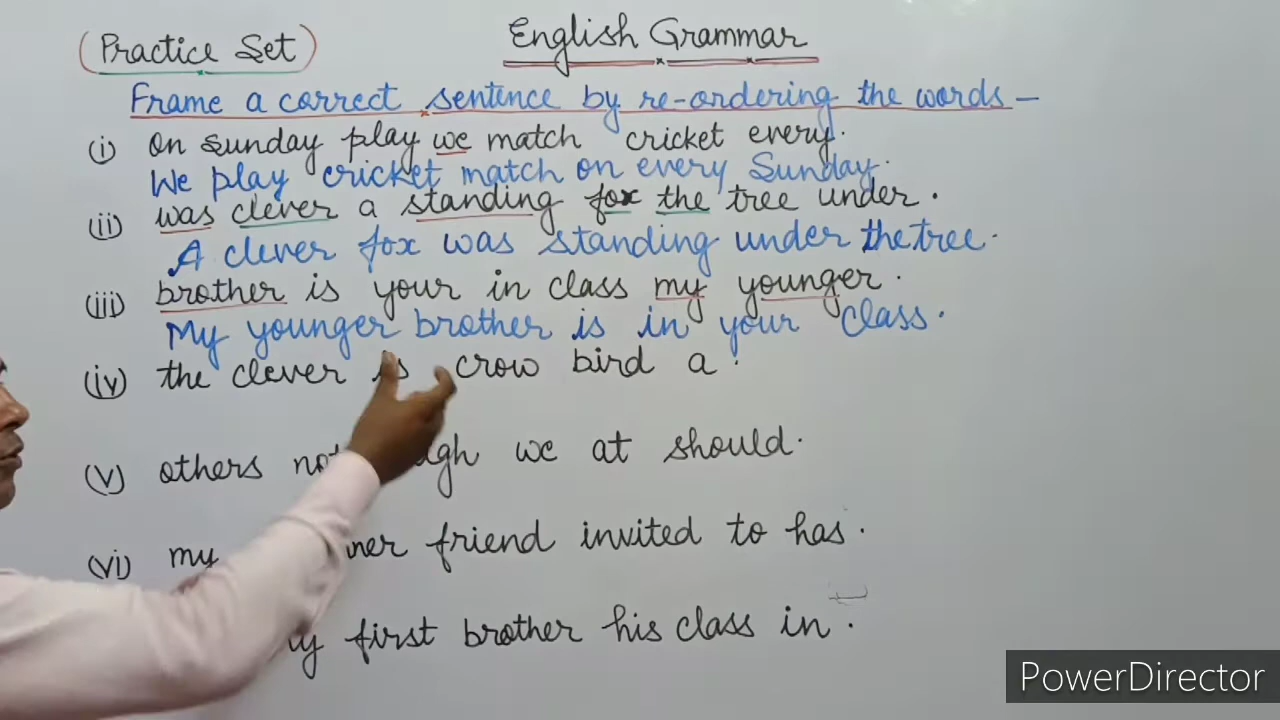 (Practice Set)
English Grammar
Frame a correct sentence by re-ordering the words –
(i) on sunday play we match cricket every.
We play cricket match on every Sunday.
(ii) was clever a standing fox the tree under.
A clever fox was standing under the tree.
(iii) brother is your in class my younger.
My younger brother is in your class.
(iv) the clever is crow bird a.
(v) others we at should.
(vi) my friend invited to has.
first brother his class in.
PowerDirector